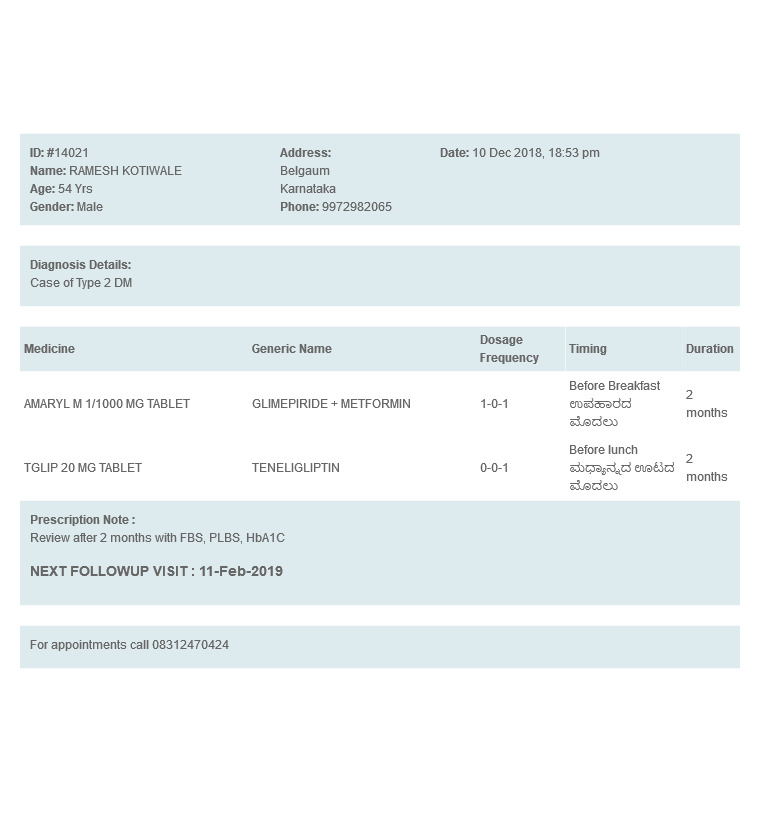 ID: #14021
Name: RAMESH KOTIWALE
Age: 54 Yrs
Gender: Male
Address:
Belgaum
Karnataka
Phone: 9972982065
Date: 10 Dec 2018, 18:53 pm
Diagnosis Details:
Case of Type 2 DM
Medicine Generic Name Dosage Frequency Timing Duration
AMARYL M 1/1000 MG TABLET GLIMEPIRIDE + METFORMIN 1-0-1 Before Breakfast ಉಪಹಾರದ ಮೊದಲು 2 months
TGLIP 20 MG TABLET TENELIGLIPTIN 0-0-1 Before lunch ಮಧ್ಯಾನ್ನದ ಊಟದ ಮೊದಲು 2 months
Prescription Note :
Review after 2 months with FBS, PLBS, HbA1C
NEXT FOLLOWUP VISIT : 11-Feb-2019
For appointments call 08312470424